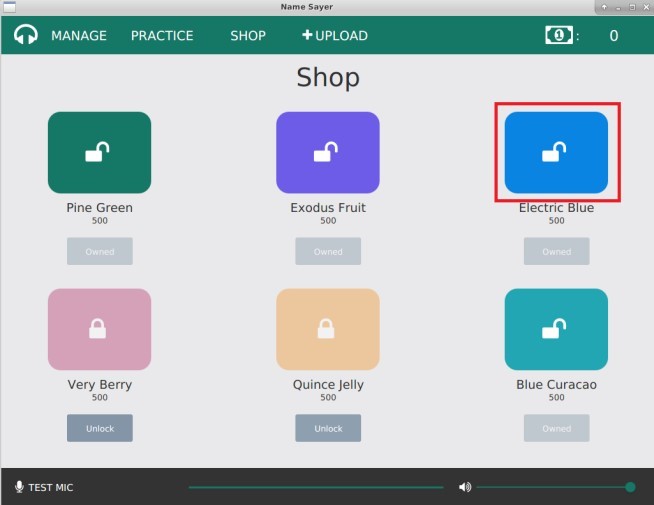 Name Sayer
MANAGE PRACTICE SHOP +UPLOAD 1 : 0
Shop
Pine Green Exodus Fruit Electric Blue
500 500 500
Owned Owned Owned
Very Berry Quince Jelly Blue Curacao
500 500 500
Unlock Unlock Owned
TEST MIC